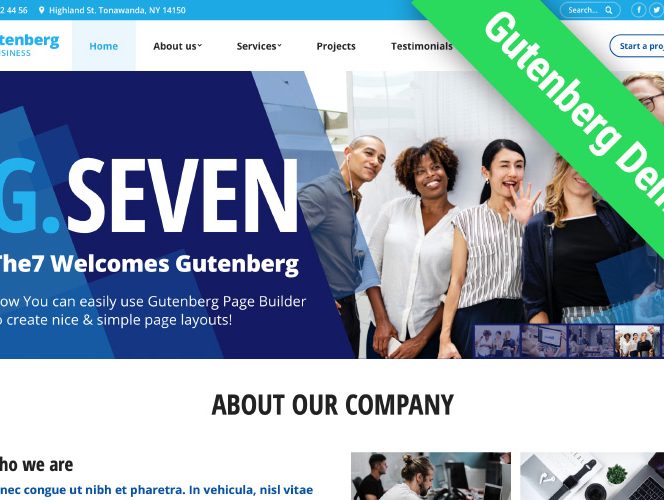 2 44 56 Highland St. Tonawanda, NY 14150 Search...
tenberg
BUSINESS
Home About us Services Projects Testimonials
Start a proj
Gutenberg Dem
G.SEVEN
The7 Welcomes Gutenberg
ow You can easily use Gutenberg Page Builder
o create nice & simple page layouts!
ABOUT OUR COMPANY
ho we are
nec congue ut nibh et pharetra. In vehicula, nisl vitae